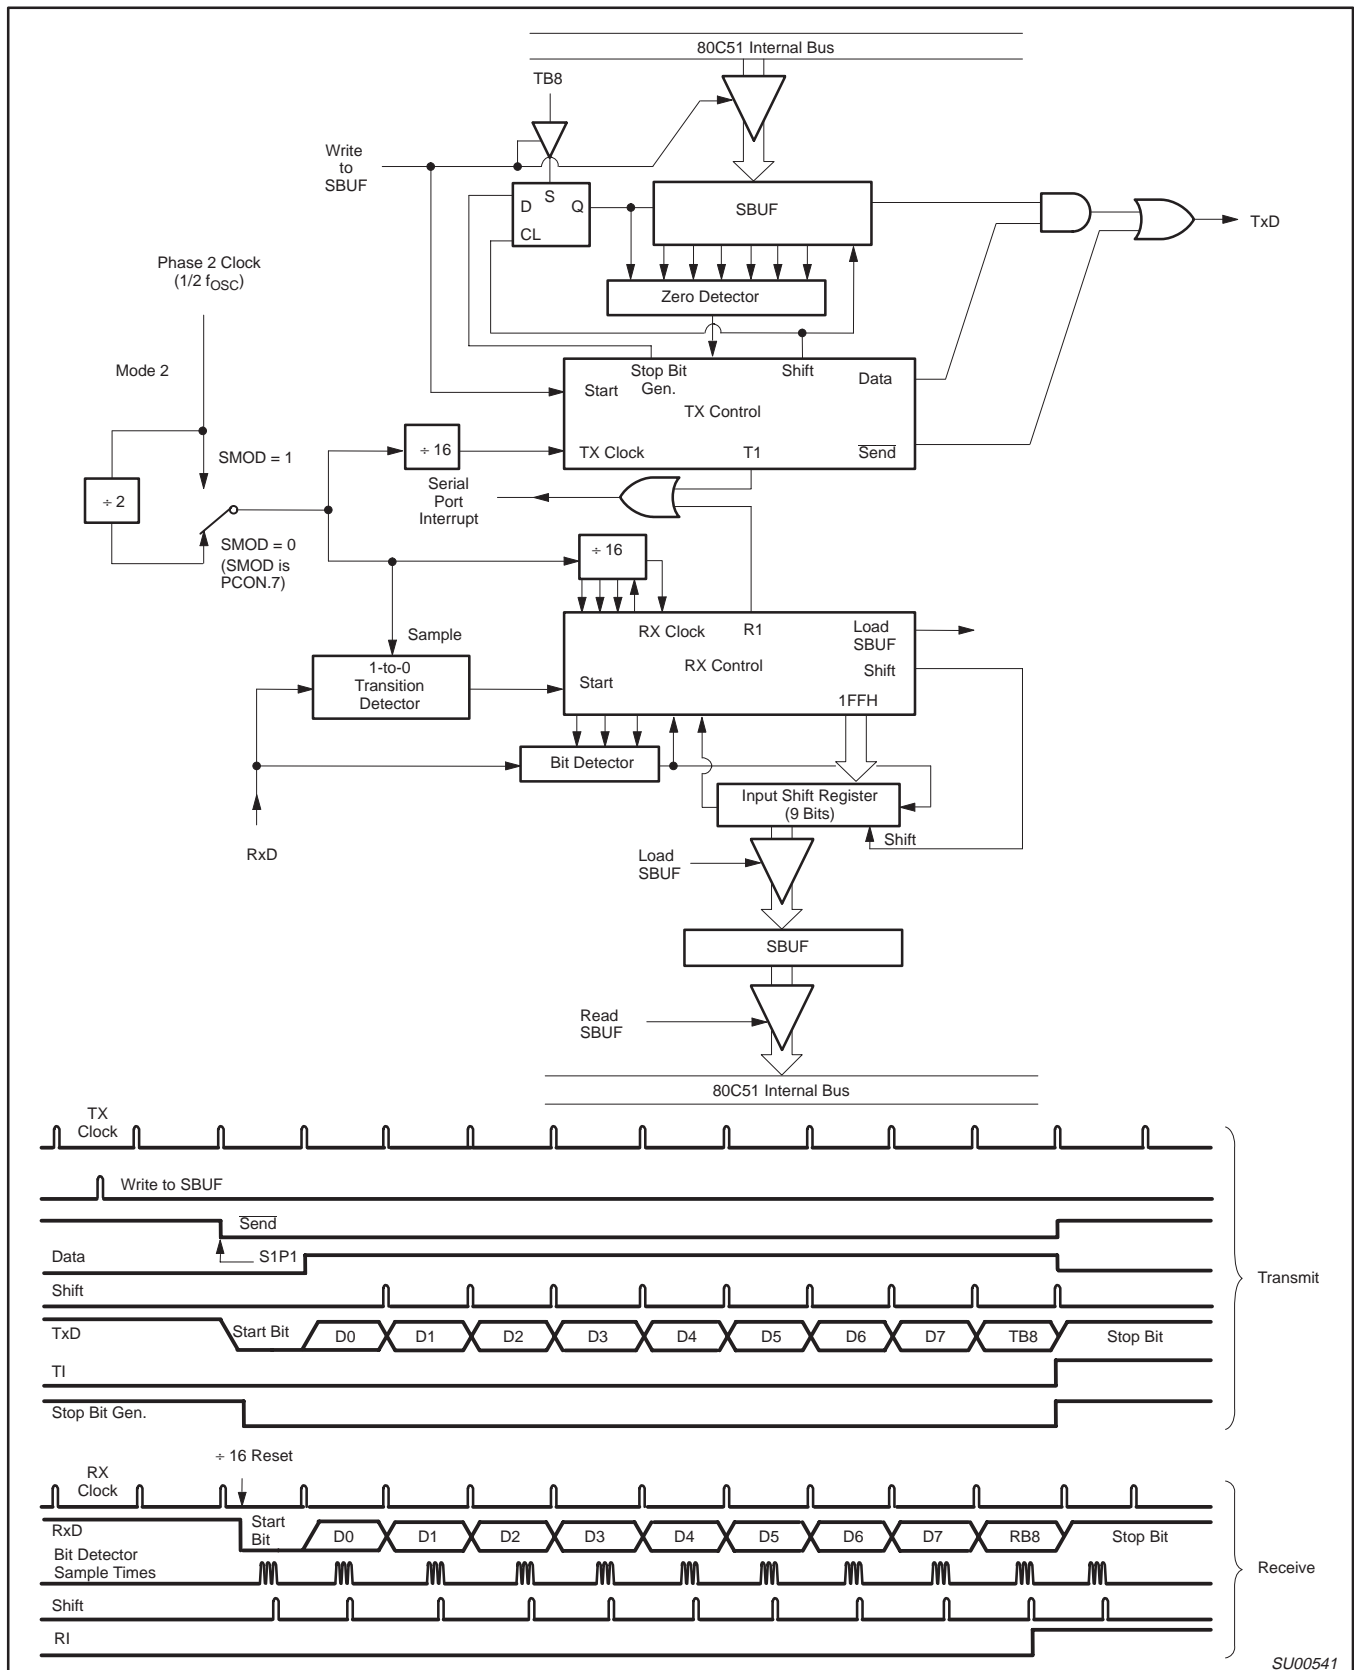 80C51 Internal Bus
TB8
Write
to
SBUF
D
S
Q
CL
SBUF
TxD
Phase 2 Clock
(1/2 fOSC)
Zero Detector
Mode 2
Stop Bit
Gen.
Shift
Data
Start
TX Control
÷ 16
TX Clock
T1
Send
SMOD = 1
÷ 2
Serial
Port
Interrupt
SMOD = 0
(SMOD is
PCON.7)
÷ 16
Sample
RX Clock
R1
Load
SBUF
RX Control
Shift
Start
1FFH
1-to-0
Transition
Detector
Bit Detector
Input Shift Register
(9 Bits)
Shift
RxD
Load
SBUF
SBUF
Read
SBUF
80C51 Internal Bus
TX
Clock
Write to SBUF
Send
Data
S1P1
Shift
Transmit
TxD
Start Bit
D0
D1
D2
D3
D4
D5
D6
D7
TB8
Stop Bit
TI
Stop Bit Gen.
÷ 16 Reset
RX
Clock
RxD
Start
Bit
D0
D1
D2
D3
D4
D5
D6
D7
RB8
Stop Bit
Bit Detector
Sample Times
Receive
Shift
RI
SU00541